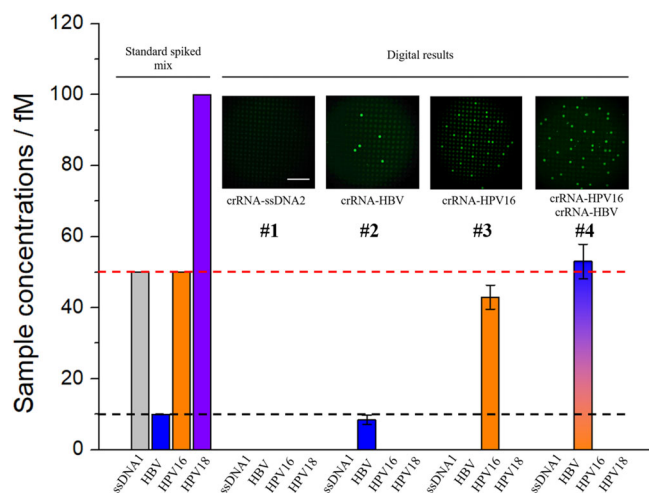 120
100
80
60
40
20
0
Sample concentrations / fM
Standard spiked
mix
Digital results
crRNA-ssDNA2
#1
crRNA-HBV
#2
crRNA-HPV16
#3
crRNA-HPV16
crRNA-HBV
#4
ssDNA1 HBV HPV16 HPV18 ssDNA1 HBV HPV16 HPV18 ssDNA1 HBV HPV16 HPV18 ssDNA1 HBV HPV16 HPV18 ssDNA1 HBV HPV16 HPV18